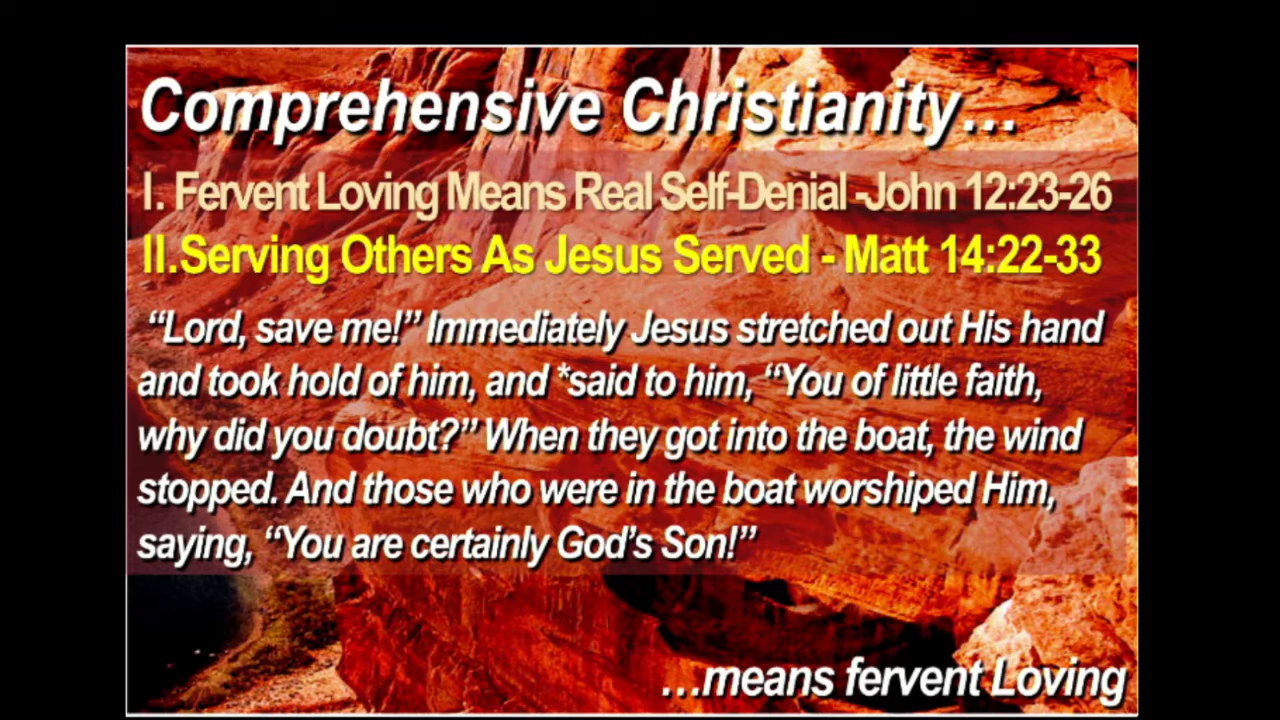 Comprehensive Christianity...
I. Fervent Loving Means Real Self-Denial -John 12:23-26
II.Serving Others As Jesus Served - Matt 14:22-33
“Lord, save me!” Immediately Jesus stretched out His hand
and took hold of him, and *said to him, “You of little faith,
why did you doubt?” When they got into the boat, the wind
stopped. And those who were in the boat worshiped Him,
saying, “You are certainly God’s Son!”
...means fervent Loving